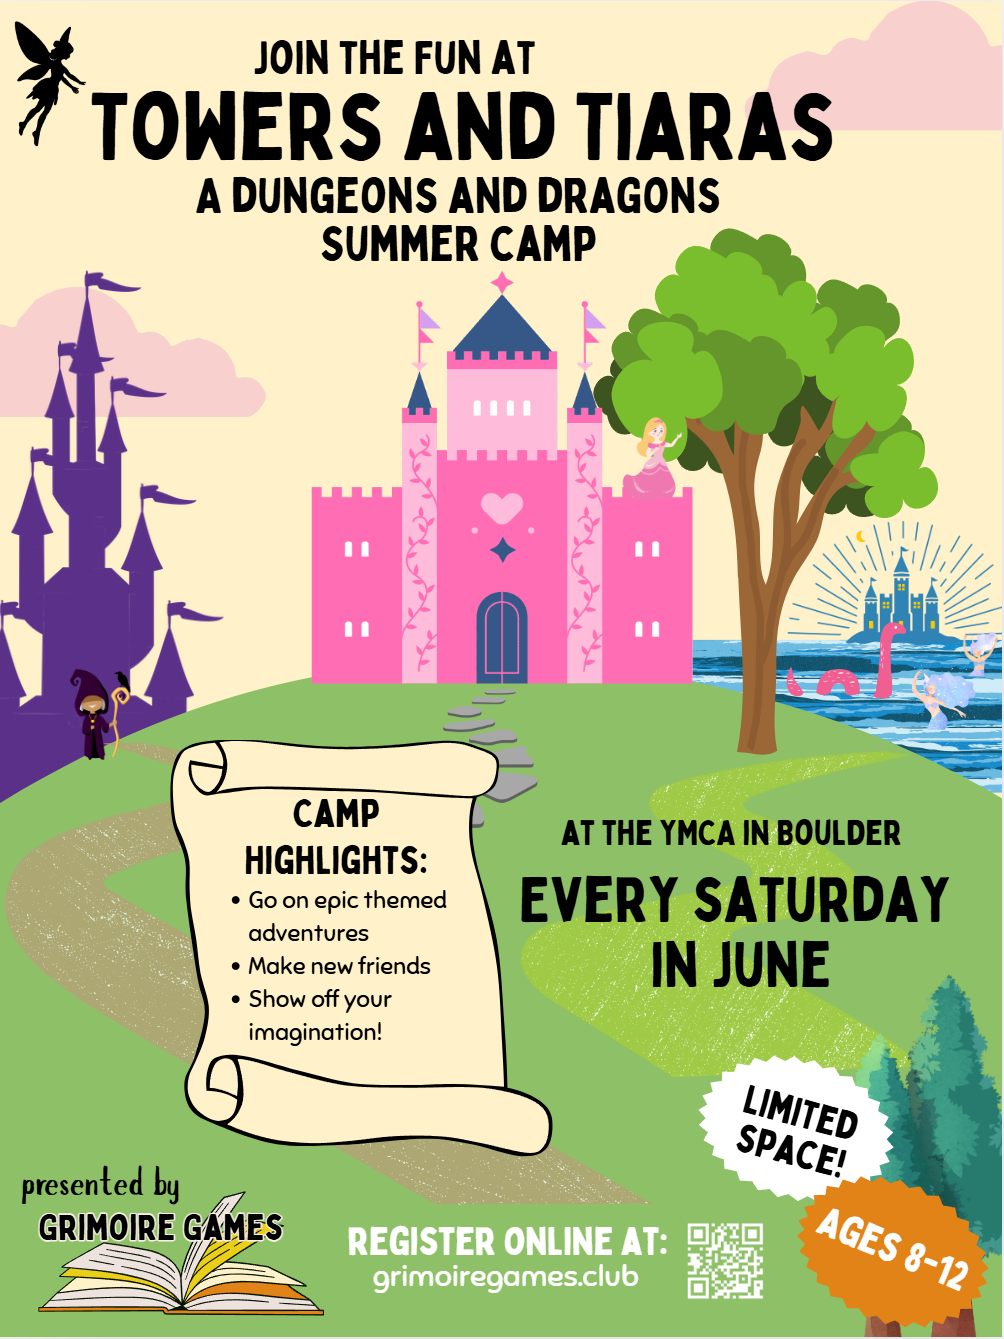 JOIN THE FUN AT
TOWERS AND TIARAS
A DUNGEONS AND DRAGONS
SUMMER CAMP
CAMP
HIGHLIGHTS:
• Go on epic themed
adventures
• Make new friends
• Show off your
imagination!
AT THE YMCA IN BOULDER
EVERY SATURDAY
IN JUNE
LIMITED
SPACE!
AGES 8-12
presented by
GRIMOIRE GAMES
REGISTER ONLINE AT:
grimoiregames.club